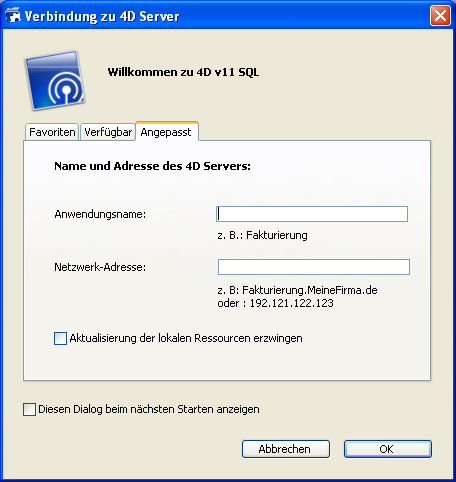 Verbindung zu 4D Server
Willkommen zu 4D v11 SQL
Favoriten Verfügbar Angepasst
Name und Adresse des 4D Servers:
Anwendungsname:
z. B.: Fakturierung
Netzwerk-Adresse:
z. B: Fakturierung.MeineFirma.de
oder : 192.121.122.123
Aktualisierung der lokalen Ressourcen erzwingen
Diesen Dialog beim nächsten Starten anzeigen
Abbrechen OK